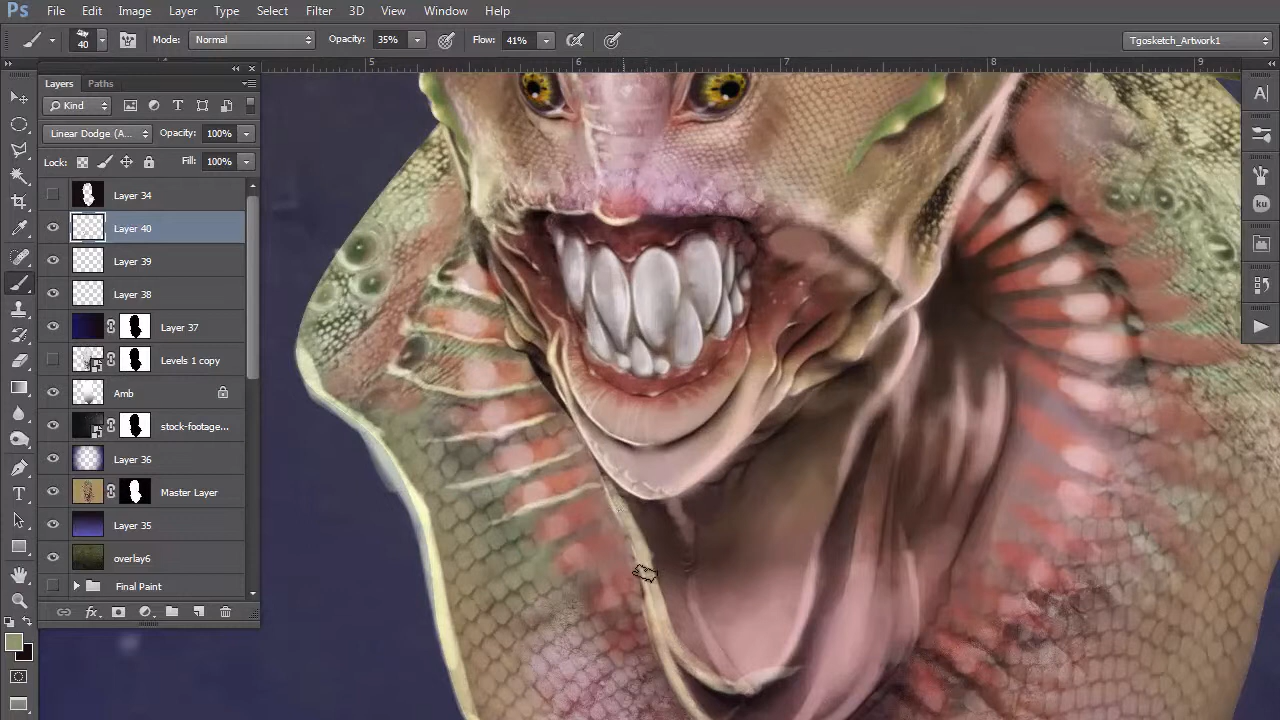 Ps File Edit Image Layer Type Select Filter 3D View Window Help
40 Mode: Normal Opacity: 35% Flow: 41% Tgosketch_Artwork1
5 6 7 8 9
Layers Paths
Kind T
Linear Dodge (A... Opacity: 100%
Lock: Fill: 100%
Layer 34
Layer 40
Layer 39
Layer 38
Layer 37
Levels 1 copy
Amb
stock-footage...
Layer 36
Master Layer
Layer 35
overlay6
Final Paint
fx
T
A
ku